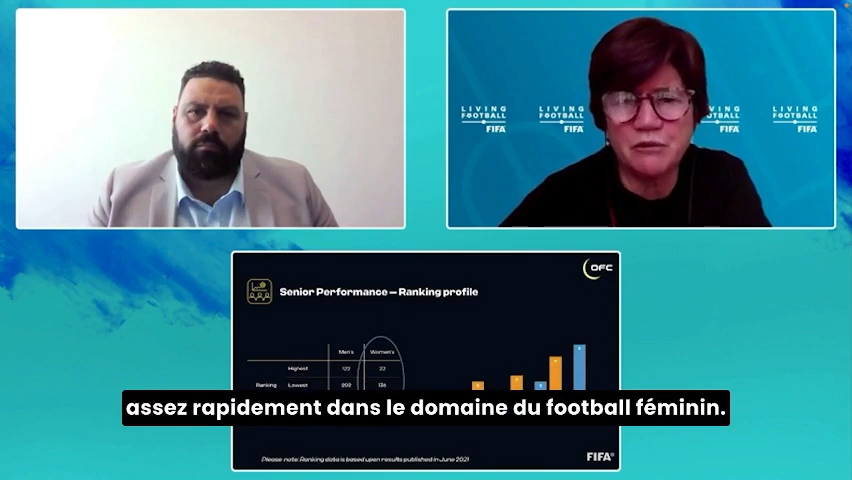 LIVING
FOOTBALL
FIFA
LIVING
FOOTBALL
FIFA
LIVING
FOOTBALL
FIFA
LIVING
FOOTBALL
FIFA
OFC
Senior Performance – Ranking profile
Men's Women's
Highest 122 22
Ranking Lowest 202 136
assez rapidement dans le domaine du football féminin.
Please note: Ranking data is based upon results published in June 2021
FIFA